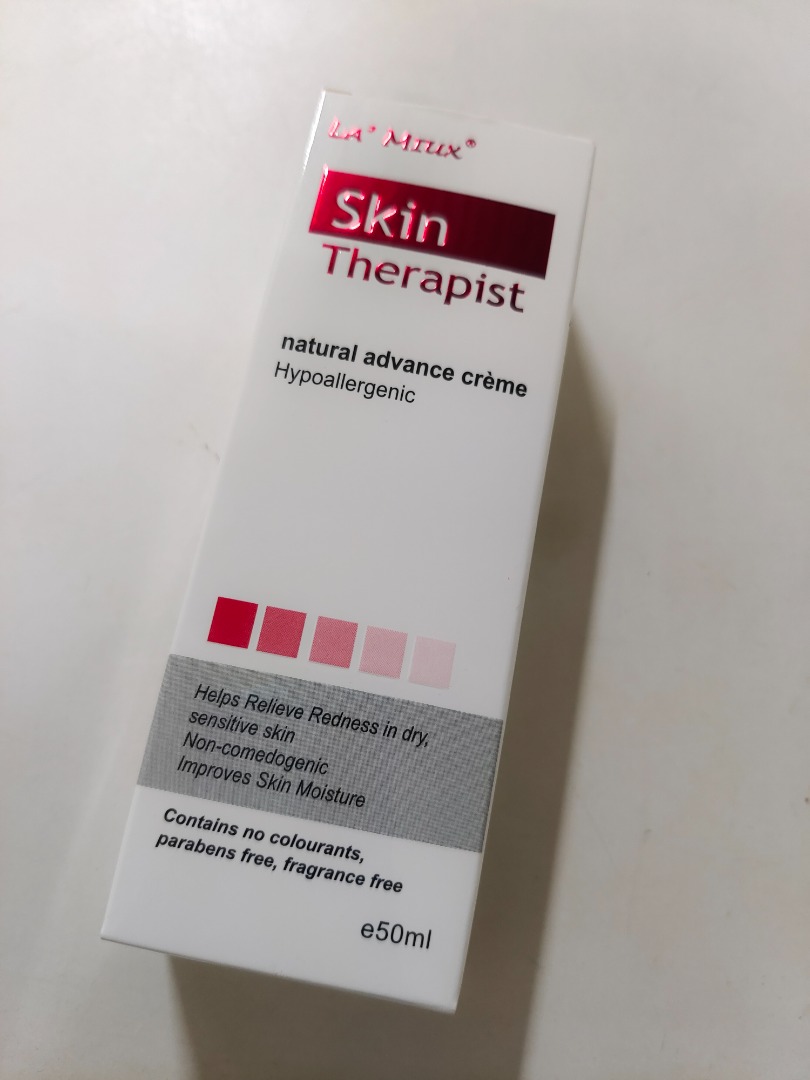 LA' MIUX®
Skin
Therapist
natural advance crème
Hypoallergenic
Helps Relieve Redness in dry,
sensitive skin
Non-comedogenic
Improves Skin Moisture
Contains no colourants,
parabens free, fragrance free
e50ml